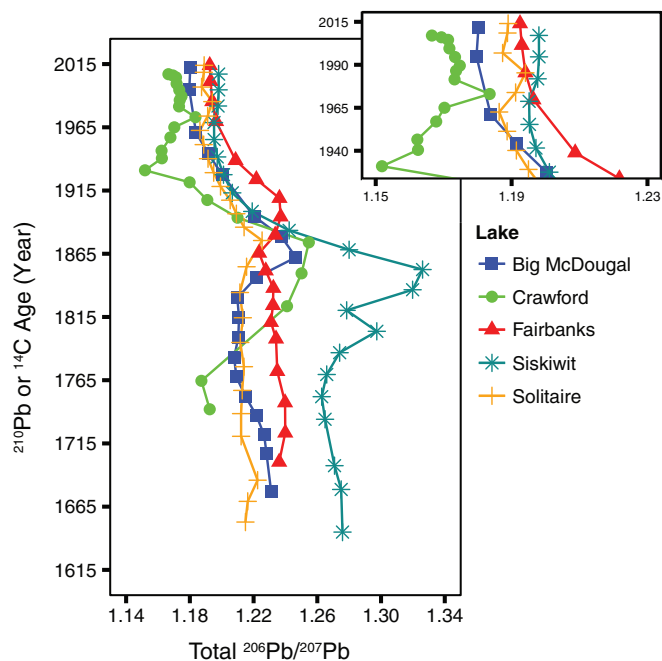 2015
1990
1965
1940
1.15
1.19
1.23
2015
1965
1915
1865
1815
1765
1715
1665
1615
²¹⁰Pb or ¹⁴C Age (Year)
1.14
1.18
1.22
1.26
1.30
1.34
Total ²⁰⁶Pb/²⁰⁷Pb
Lake
Big McDougal
Crawford
Fairbanks
Siskiwit
Solitaire